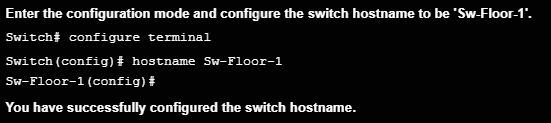 Enter the configuration mode and configure the switch hostname to be 'Sw-Floor-1'.
Switch# configure terminal
Switch(config)# hostname Sw-Floor-1
Sw-Floor-1(config)#
You have successfully configured the switch hostname.